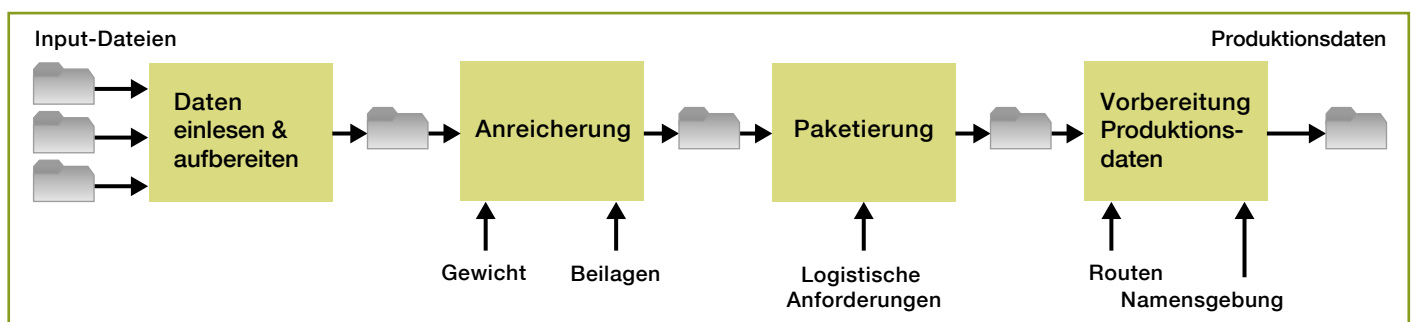 Input-Dateien
Produktionsdaten
Daten
einlesen &
aufbereiten
Anreicherung
Paketierung
Vorbereitung
Produktions-
daten
Gewicht
Beilagen
Logistische
Anforderungen
Routen
Namensgebung